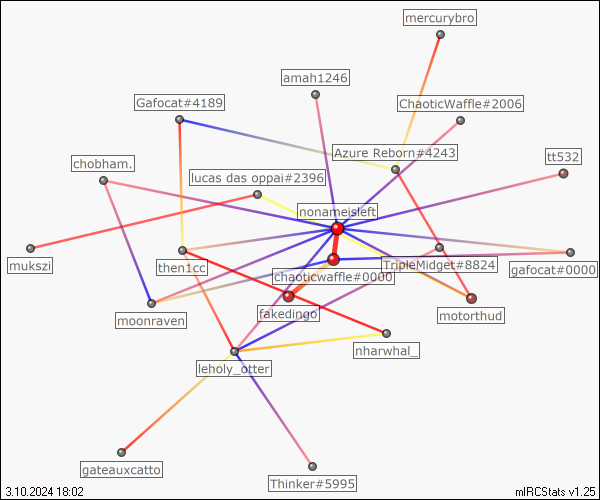 mercurybro
amah1246
Gafocat#4189
ChaoticWaffle#2006
Azure Reborn#4243
chobham.
tt532
lucas das oppai#2396
nonameisleft
mukszi
then1cc
chaoticwaffle#0000
TripleMidget#8824
gafocat#0000
moonraven
fakedingo
motorthud
nharwhal_
leholy_otter
gateauxcatto
Thinker#5995
3.10.2024 18:02
mIRCStats v1.25